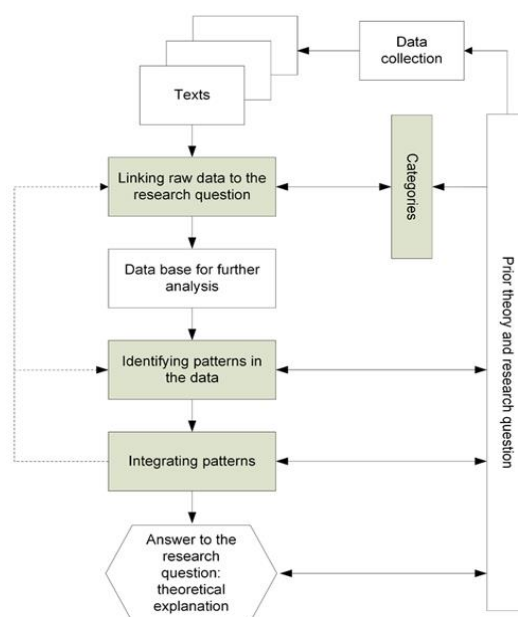 Data
collection
Texts
Linking raw data to the
research question
Categories
Data base for further
analysis
Identifying patterns in
the data
Prior theory and research question
Integrating patterns
Answer to the
research
question:
theoretical
explanation